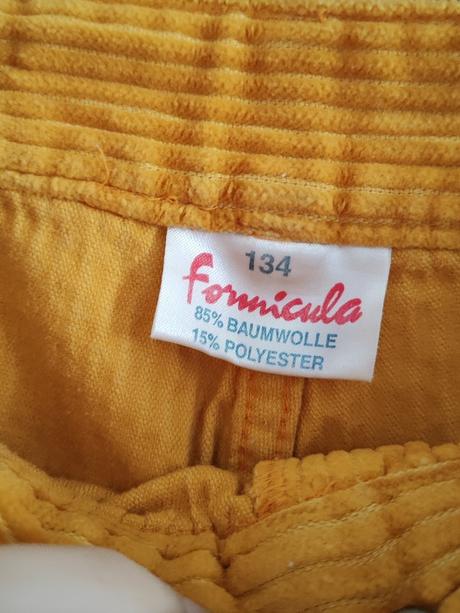 134
Formicula
85% BAUMWOLLE
15% POLYESTER